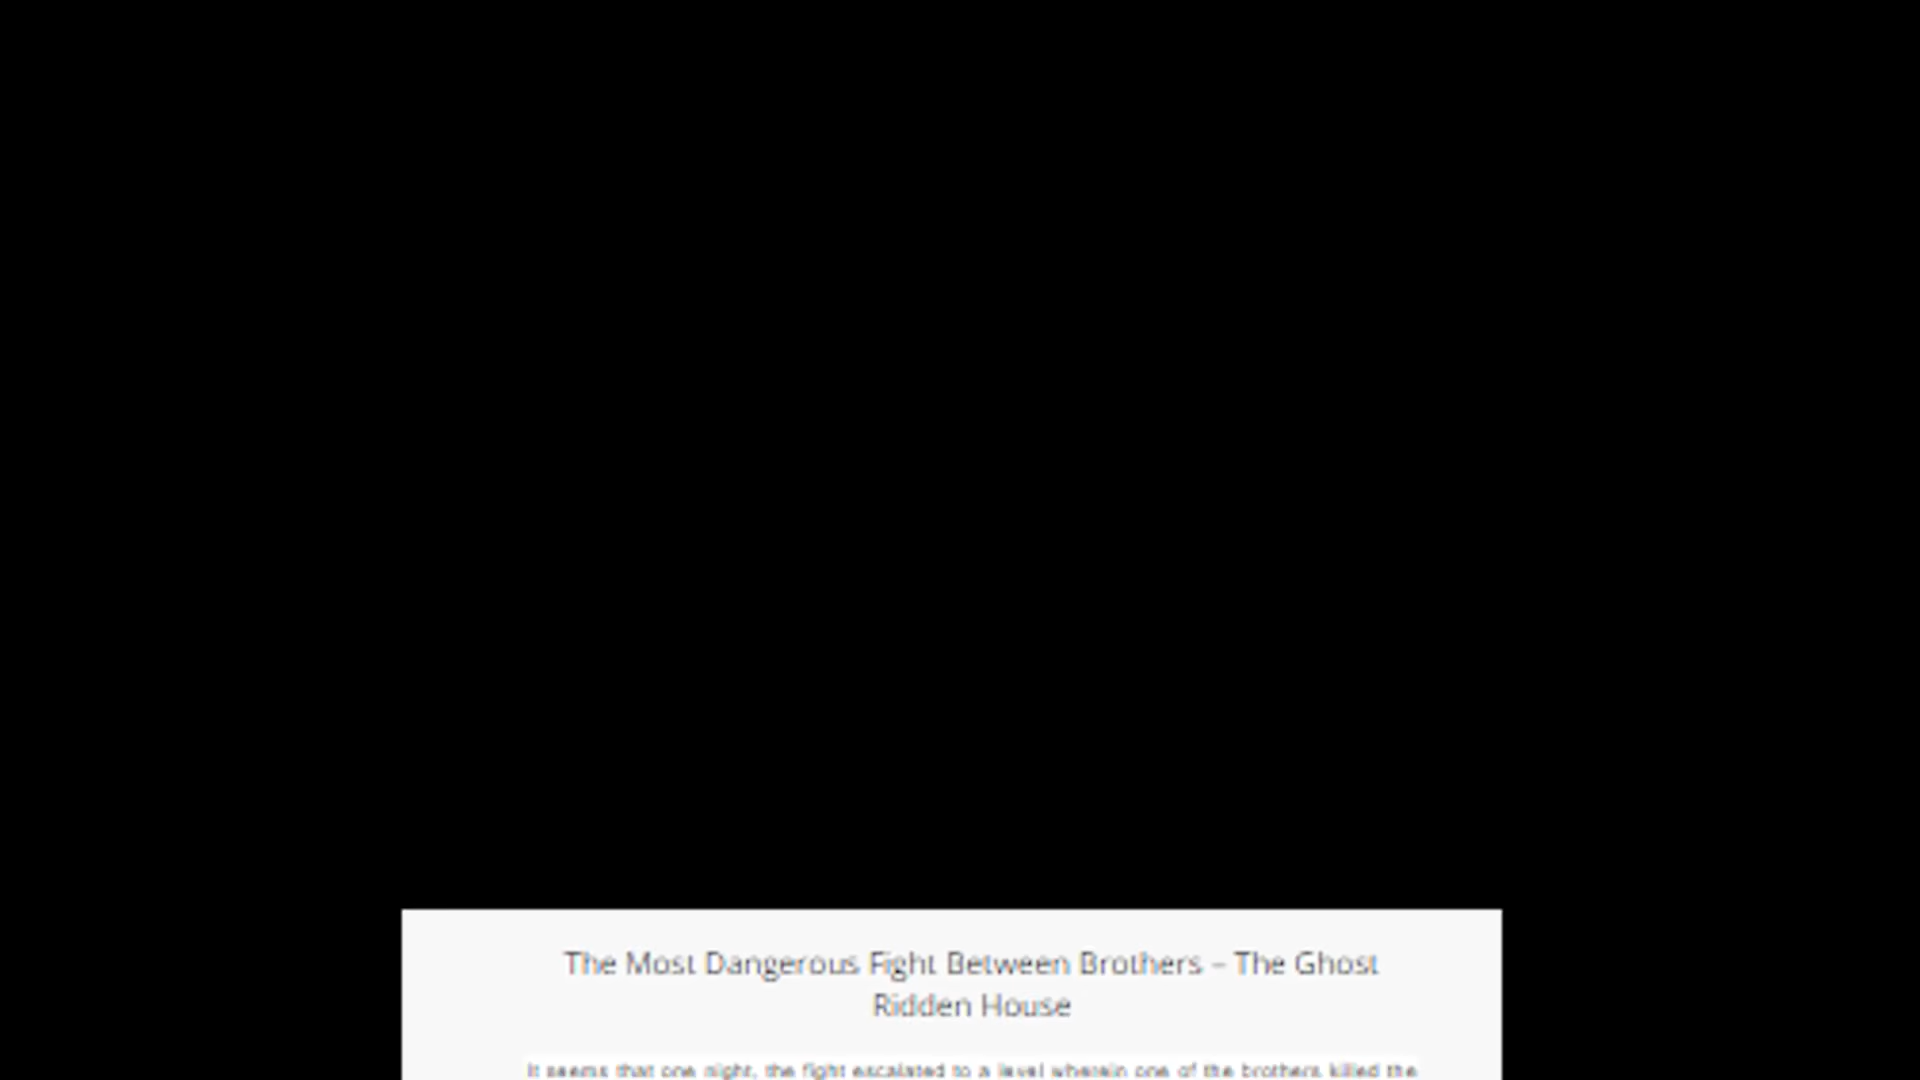 The Most Dangerous Fight Between Brothers – The Ghost
Ridden House
It seems that one night, the fight escalated to a level wherein one of the brothers killed the